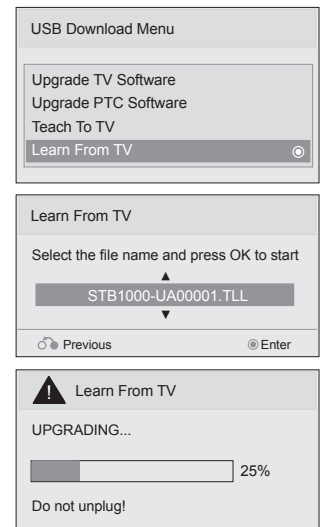 USB Download Menu
Upgrade TV Software
Upgrade PTC Software
Teach To TV
Learn From TV
Learn From TV
Select the file name and press OK to start
STB1000-UA00001.TLL
Previous Enter
Learn From TV
UPGRADING...
25%
Do not unplug!